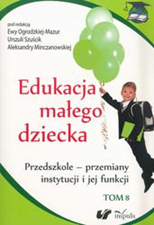 pod redakcją
Ewy Ogrodzkiej-Mazur
Urszuli Szuścik
Aleksandry Minczanowskiej
Edukacja
małego
dziecka
Przedszkole – przemiany
instytucji i jej funkcji
TOM 8
impuls